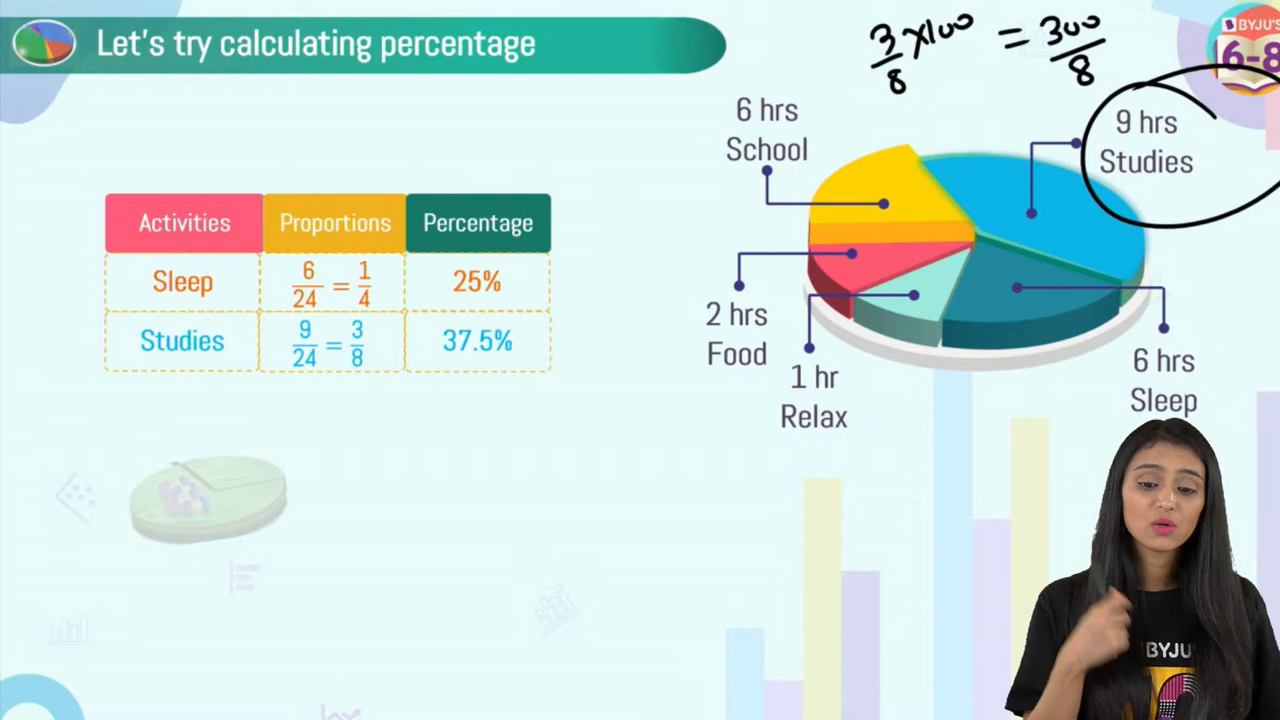 Let's try calculating percentage
3/8 x100 = 300/8
BYJU'S
6-8
6 hrs
School
9 hrs
Studies
Activities Proportions Percentage
Sleep 6/24 = 1/4 25%
Studies 9/24 = 3/8 37.5%
2 hrs
Food
1 hr
Relax
6 hrs
Sleep
BYJU'S